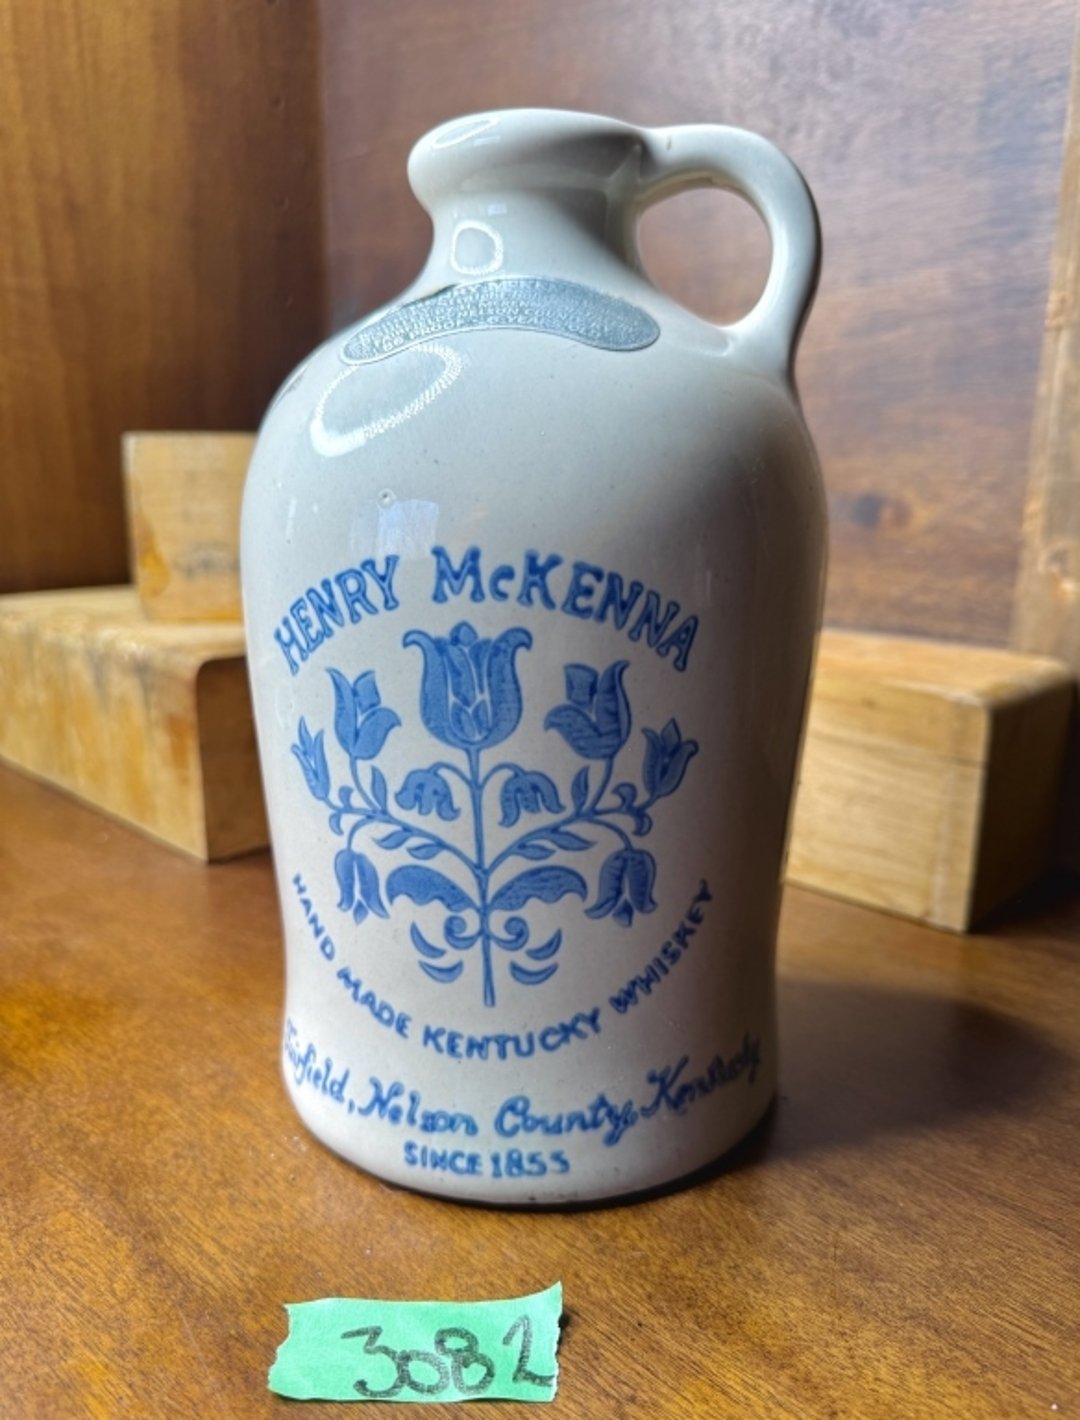 HENRY McKENNA
HAND MADE KENTUCKY WHISKEY
Fairfield, Nelson County, Kentucky
SINCE 1855
3082